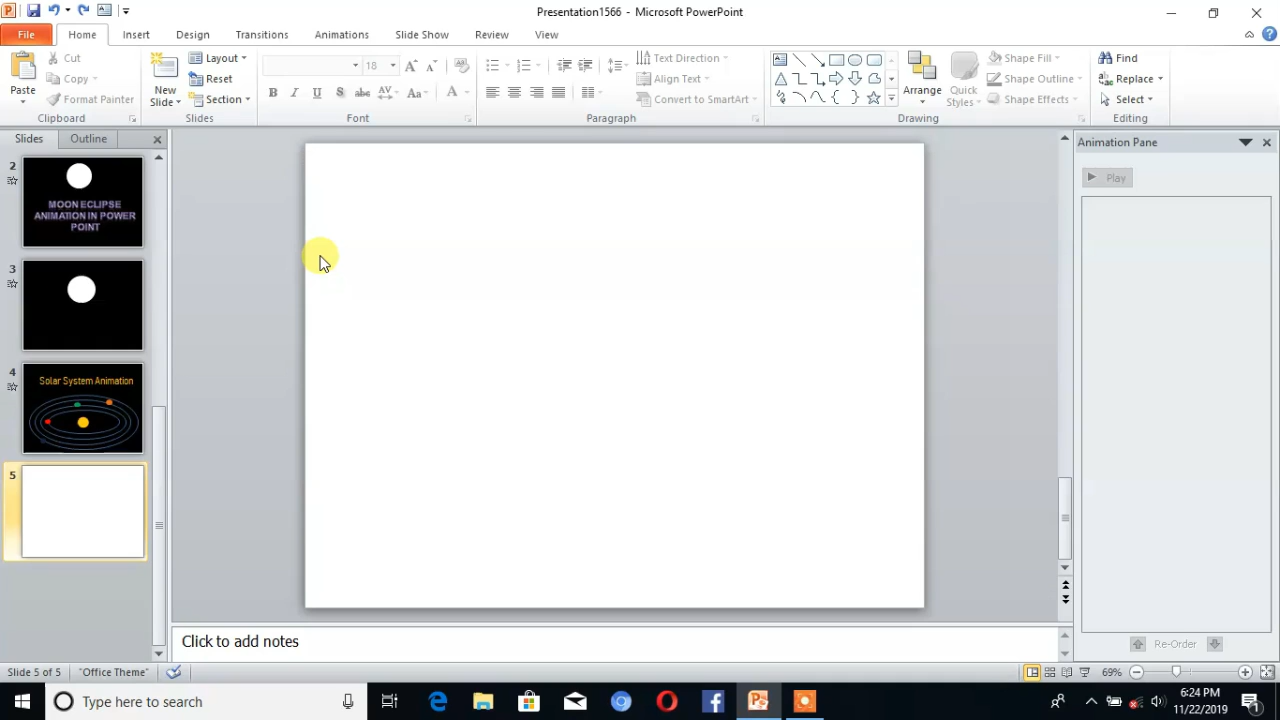 Presentation1566 - Microsoft PowerPoint
File Home Insert Design Transitions Animations Slide Show Review View
Paste
Cut
Copy
Format Painter
Clipboard
New Slide
Layout
Reset
Section
Slides
18
B I U S abc AV Aa A
Font
Text Direction
Align Text
Convert to SmartArt
Paragraph
Arrange
Quick Styles
Shape Fill
Shape Outline
Shape Effects
Drawing
Find
Replace
Select
Editing
Slides Outline
2
MOON ECLIPSE
ANIMATION IN POWER
POINT
3
4
Solar System Animation
5
Animation Pane
Play
Re-Order
Click to add notes
Slide 5 of 5 "Office Theme" 69%
Type here to search
6:24 PM
11/22/2019